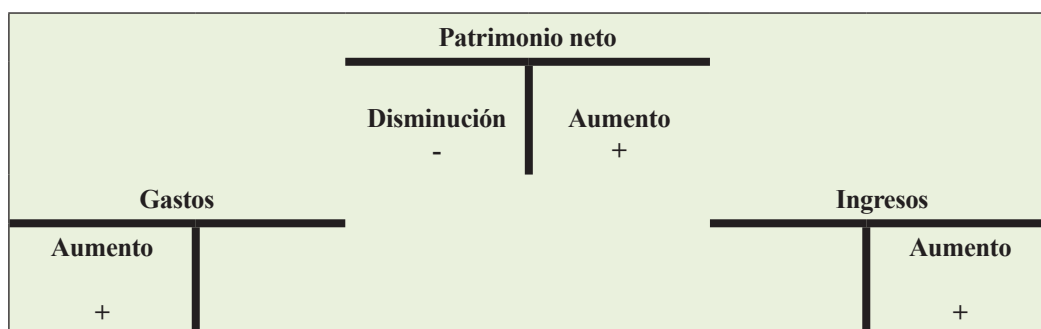 Patrimonio neto
Disminución Aumento
- +
Gastos Ingresos
Aumento Aumento
+ +